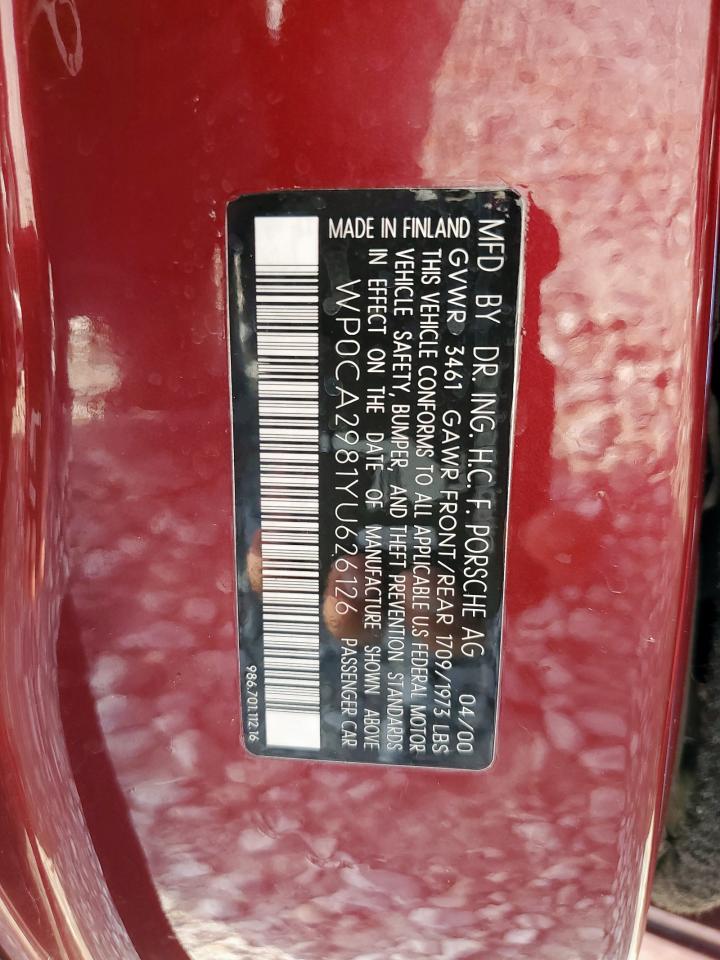 MFD BY DR. ING. H.C. F. PORSCHE AG 04/00
GVWR 3461 GAWR FRONT/REAR 1709/1973 LBS
MADE IN FINLAND
THIS VEHICLE CONFORMS TO ALL APPLICABLE US FEDERAL MOTOR
VEHICLE SAFETY, BUMPER, AND THEFT PREVENTION STANDARDS
IN EFFECT ON THE DATE OF MANUFACTURE SHOWN ABOVE
WP0CA2981YU626126 PASSENGER CAR
986.701.112.16